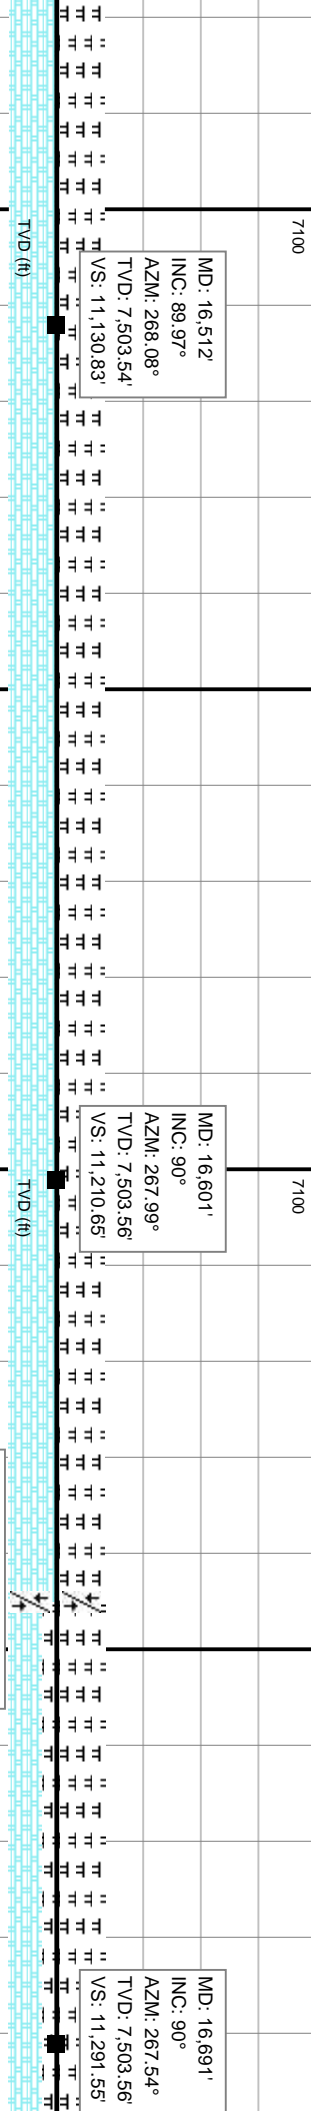 7100
TVD (ft)
MD: 16,512'
INC: 89.97°
AZM: 268.08°
TVD: 7,503.54'
VS: 11,130.83'
7100
TVD (ft)
MD: 16,601'
INC: 90°
AZM: 267.99°
TVD: 7,503.56'
VS: 11,210.65'
MD: 16,691'
INC: 90°
AZM: 267.54°
TVD: 7,503.56'
VS: 11,291.55'